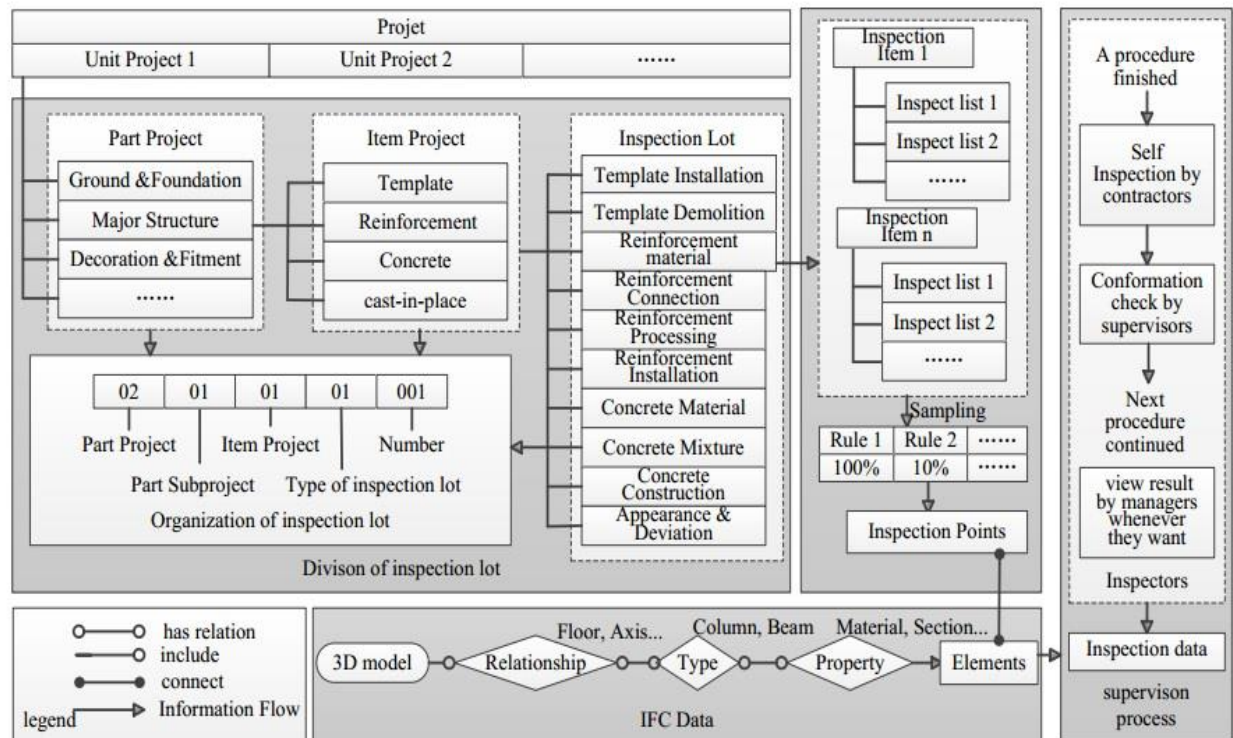 Projet
Unit Project 1
Unit Project 2
……
Part Project
Ground &Foundation
Major Structure
Decoration &Fitment
……
Item Project
Template
Reinforcement
Concrete
cast-in-place
Inspection Lot
Template Installation
Template Demolition
Reinforcement
material
Reinforcement
Connection
Reinforcement
Processing
Reinforcement
Installation
Concrete Material
Concrete Mixture
Concrete
Construction
Appearance &
Deviation
02
01
01
01
001
Part Project
Item Project
Number
Part Subproject
Type of inspection lot
Organization of inspection lot
Divison of inspection lot
Inspection
Item 1
Inspect list 1
Inspect list 2
……
Inspection
Item n
Inspect list 1
Inspect list 2
……
Sampling
Rule 1
Rule 2
……
100%
10%
……
Inspection Points
A procedure
finished
Self
Inspection by
contractors
Conformation
check by
supervisors
Next
procedure
continued
view result
by managers
whenever
they want
Inspectors
Inspection data
supervison
process
has relation
include
connect
Information Flow
legend
3D model
Relationship
Floor, Axis...
Type
Column, Beam
Property
Material, Section...
Elements
IFC Data